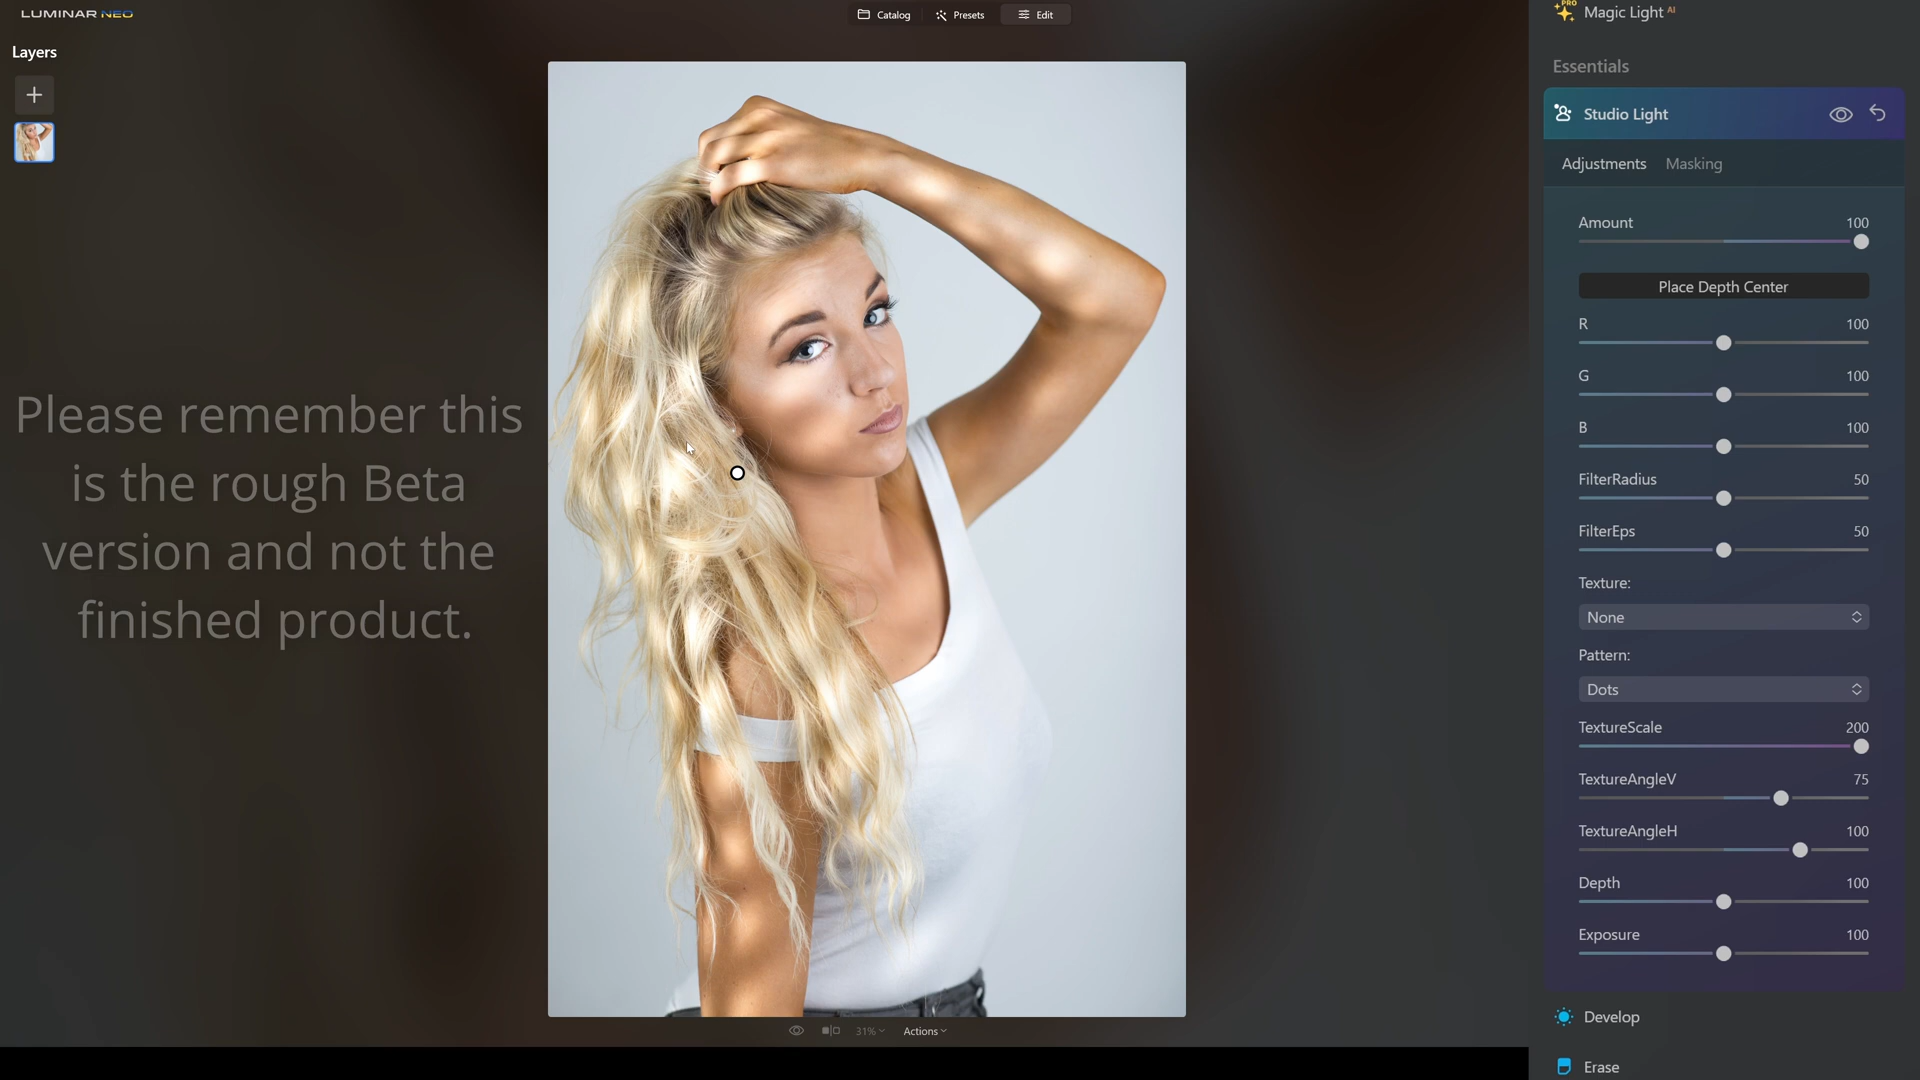 LUMINAR NEO
Catalog
Presets
Edit
Layers
Please remember this
is the rough Beta
version and not the
finished product.
31%
Actions
PRO
Magic Light AI
Essentials
Studio Light
Adjustments Masking
Amount 100
Place Depth Center
R 100
G 100
B 100
FilterRadius 50
FilterEps 50
Texture:
None
Pattern:
Dots
TextureScale 200
TextureAngleV 75
TextureAngleH 100
Depth 100
Exposure 100
Develop
Erase